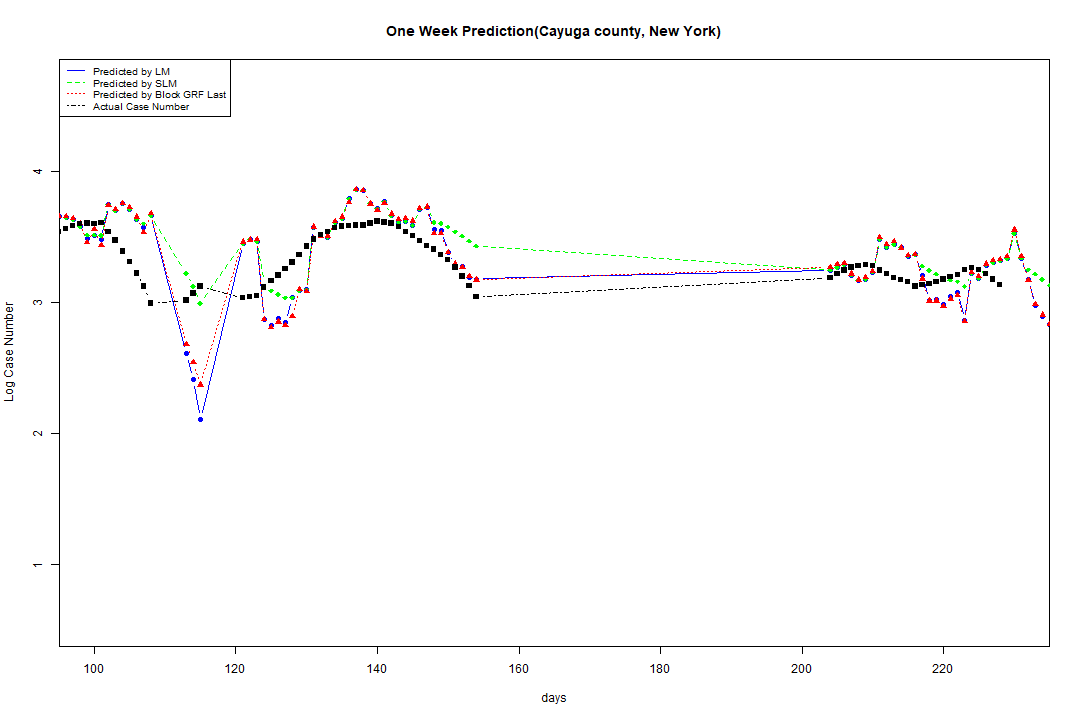 One Week Prediction(Cayuga county, New York)
Predicted by LM
Predicted by SLM
Predicted by Block GRF Last
Actual Case Number
4
3
2
1
Log Case Number
100 120 140 160 180 200 220
days